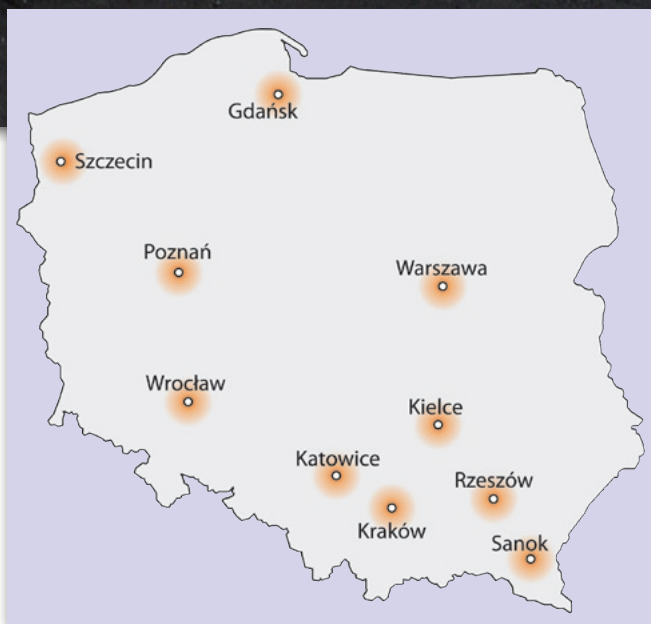 Gdańsk
Szczecin
Poznań
Warszawa
Wrocław
Kielce
Katowice
Rzeszów
Kraków
Sanok